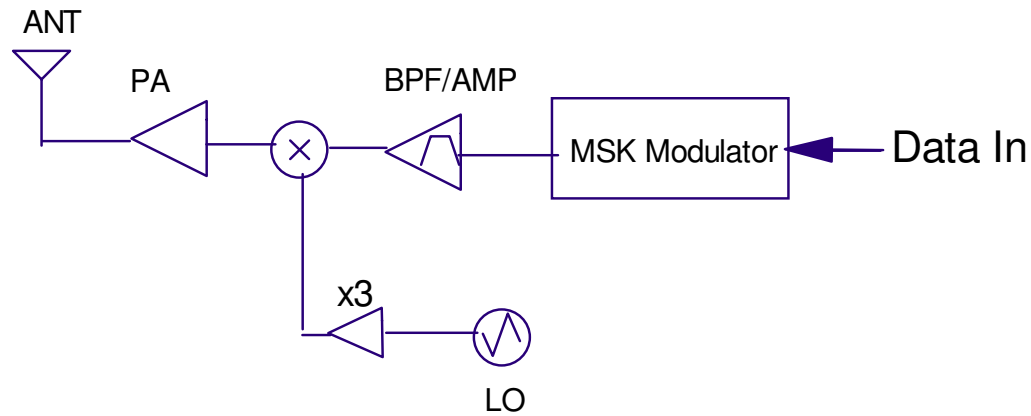 ANT
PA
BPF/AMP
MSK Modulator
Data In
x3
LO